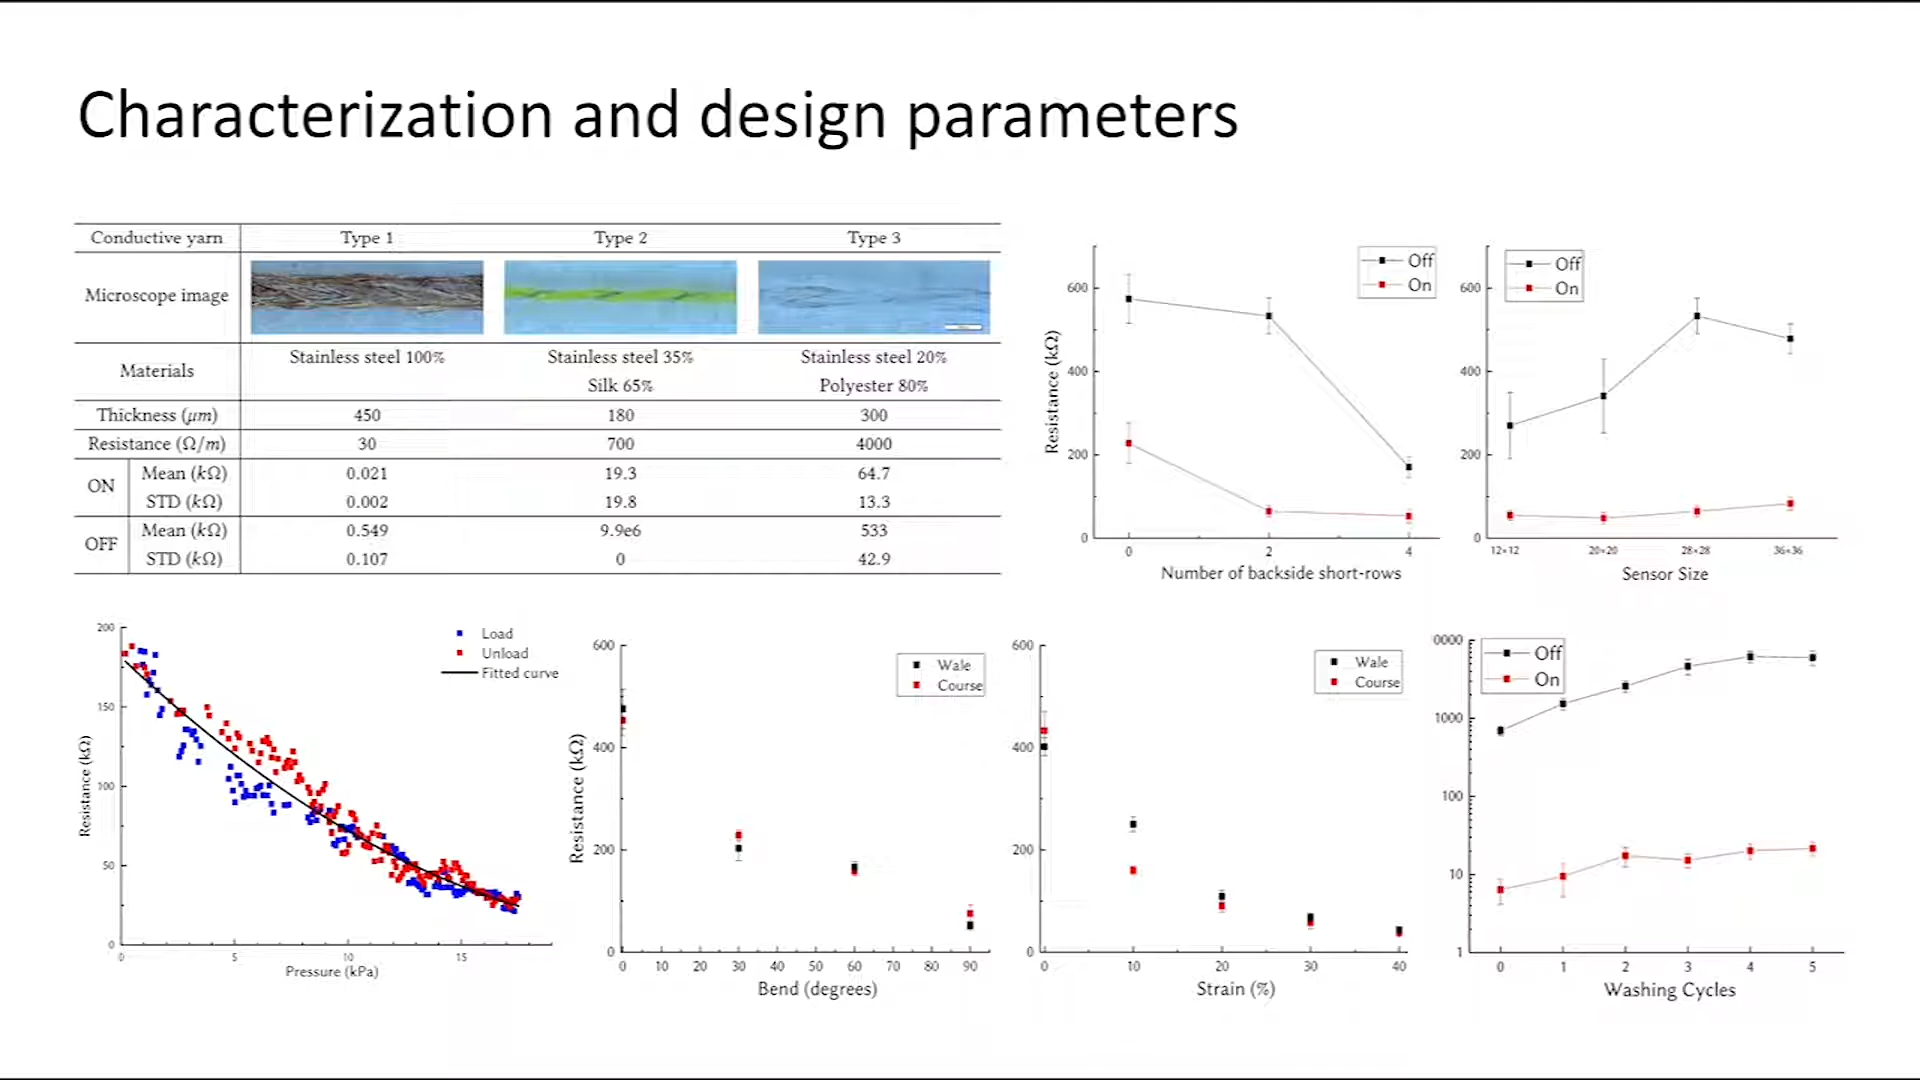 Characterization and design parameters
Conductive yarn Type 1 Type 2 Type 3
Microscope image
Materials Stainless steel 100% Stainless steel 35% Stainless steel 20%
Silk 65% Polyester 80%
Thickness (μm) 450 180 300
Resistance (Ω/m) 30 700 4000
ON Mean (kΩ) 0.021 19.3 64.7
STD (kΩ) 0.002 19.8 13.3
OFF Mean (kΩ) 0.549 9.9e6 533
STD (kΩ) 0.107 0 42.9
Off
On
600
400
200
0
Resistance (kΩ)
0 2 4
Number of backside short-rows
Off
On
600
400
200
0
12×12 20×20 28×28 36×36
Sensor Size
Load
Unload
Fitted curve
200
150
100
50
0
Resistance (kΩ)
0 5 10 15
Pressure (kPa)
Wale
Course
600
400
200
0
Resistance (kΩ)
0 10 20 30 40 50 60 70 80 90
Bend (degrees)
Wale
Course
600
400
200
0
0 10 20 30 40
Strain (%)
Off
On
0000
1000
100
10
1
0 1 2 3 4 5
Washing Cycles